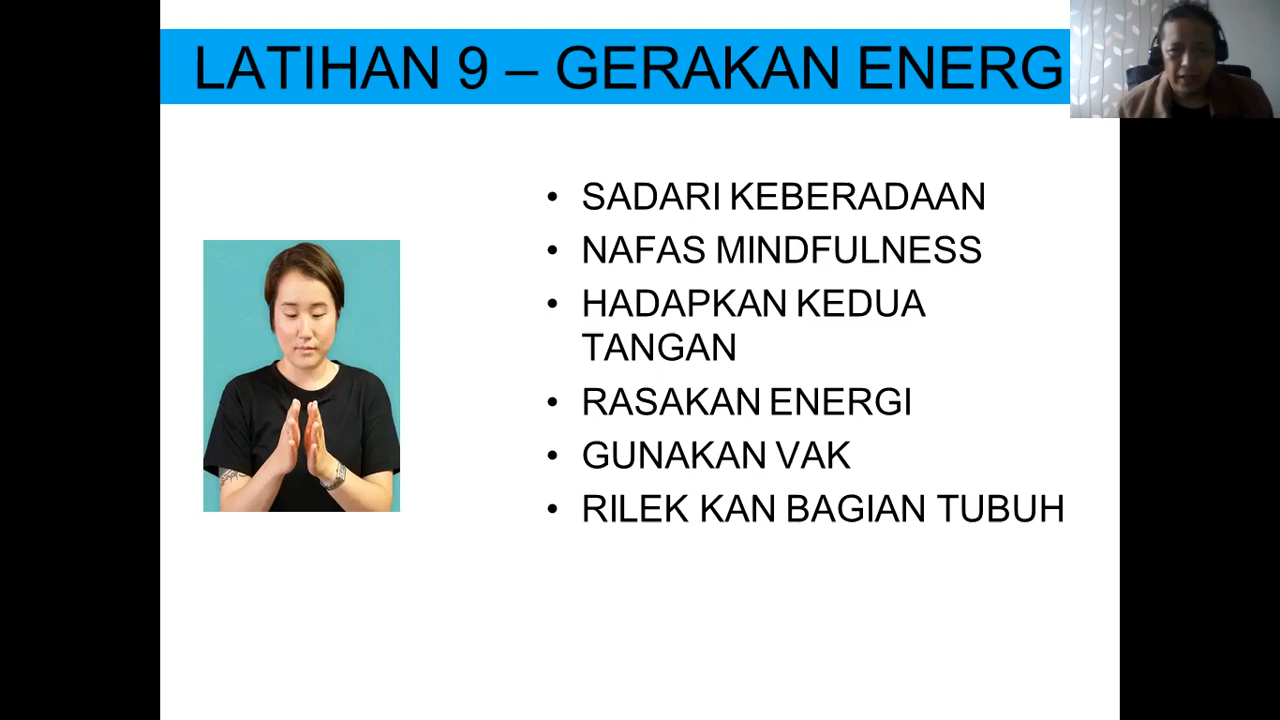 LATIHAN 9 – GERAKAN ENERG
• SADARI KEBERADAAN
• NAFAS MINDFULNESS
• HADAPKAN KEDUA
TANGAN
• RASAKAN ENERGI
• GUNAKAN VAK
• RILEK KAN BAGIAN TUBUH